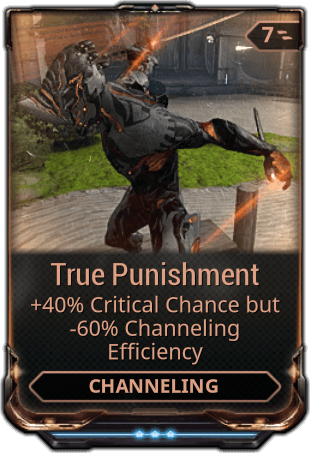 7
True Punishment
+40% Critical Chance but
-60% Channeling
Efficiency
CHANNELING